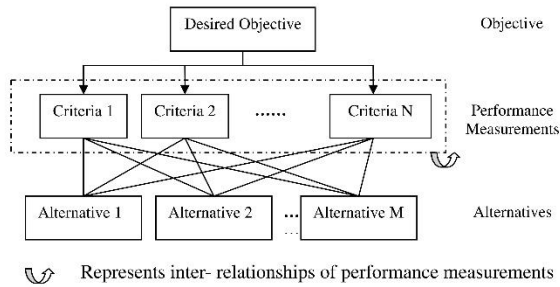 Desired Objective Objective
Criteria 1 Criteria 2 ...... Criteria N Performance Measurements
Alternative 1 Alternative 2 ... ... Alternative M Alternatives
Represents inter- relationships of performance measurements